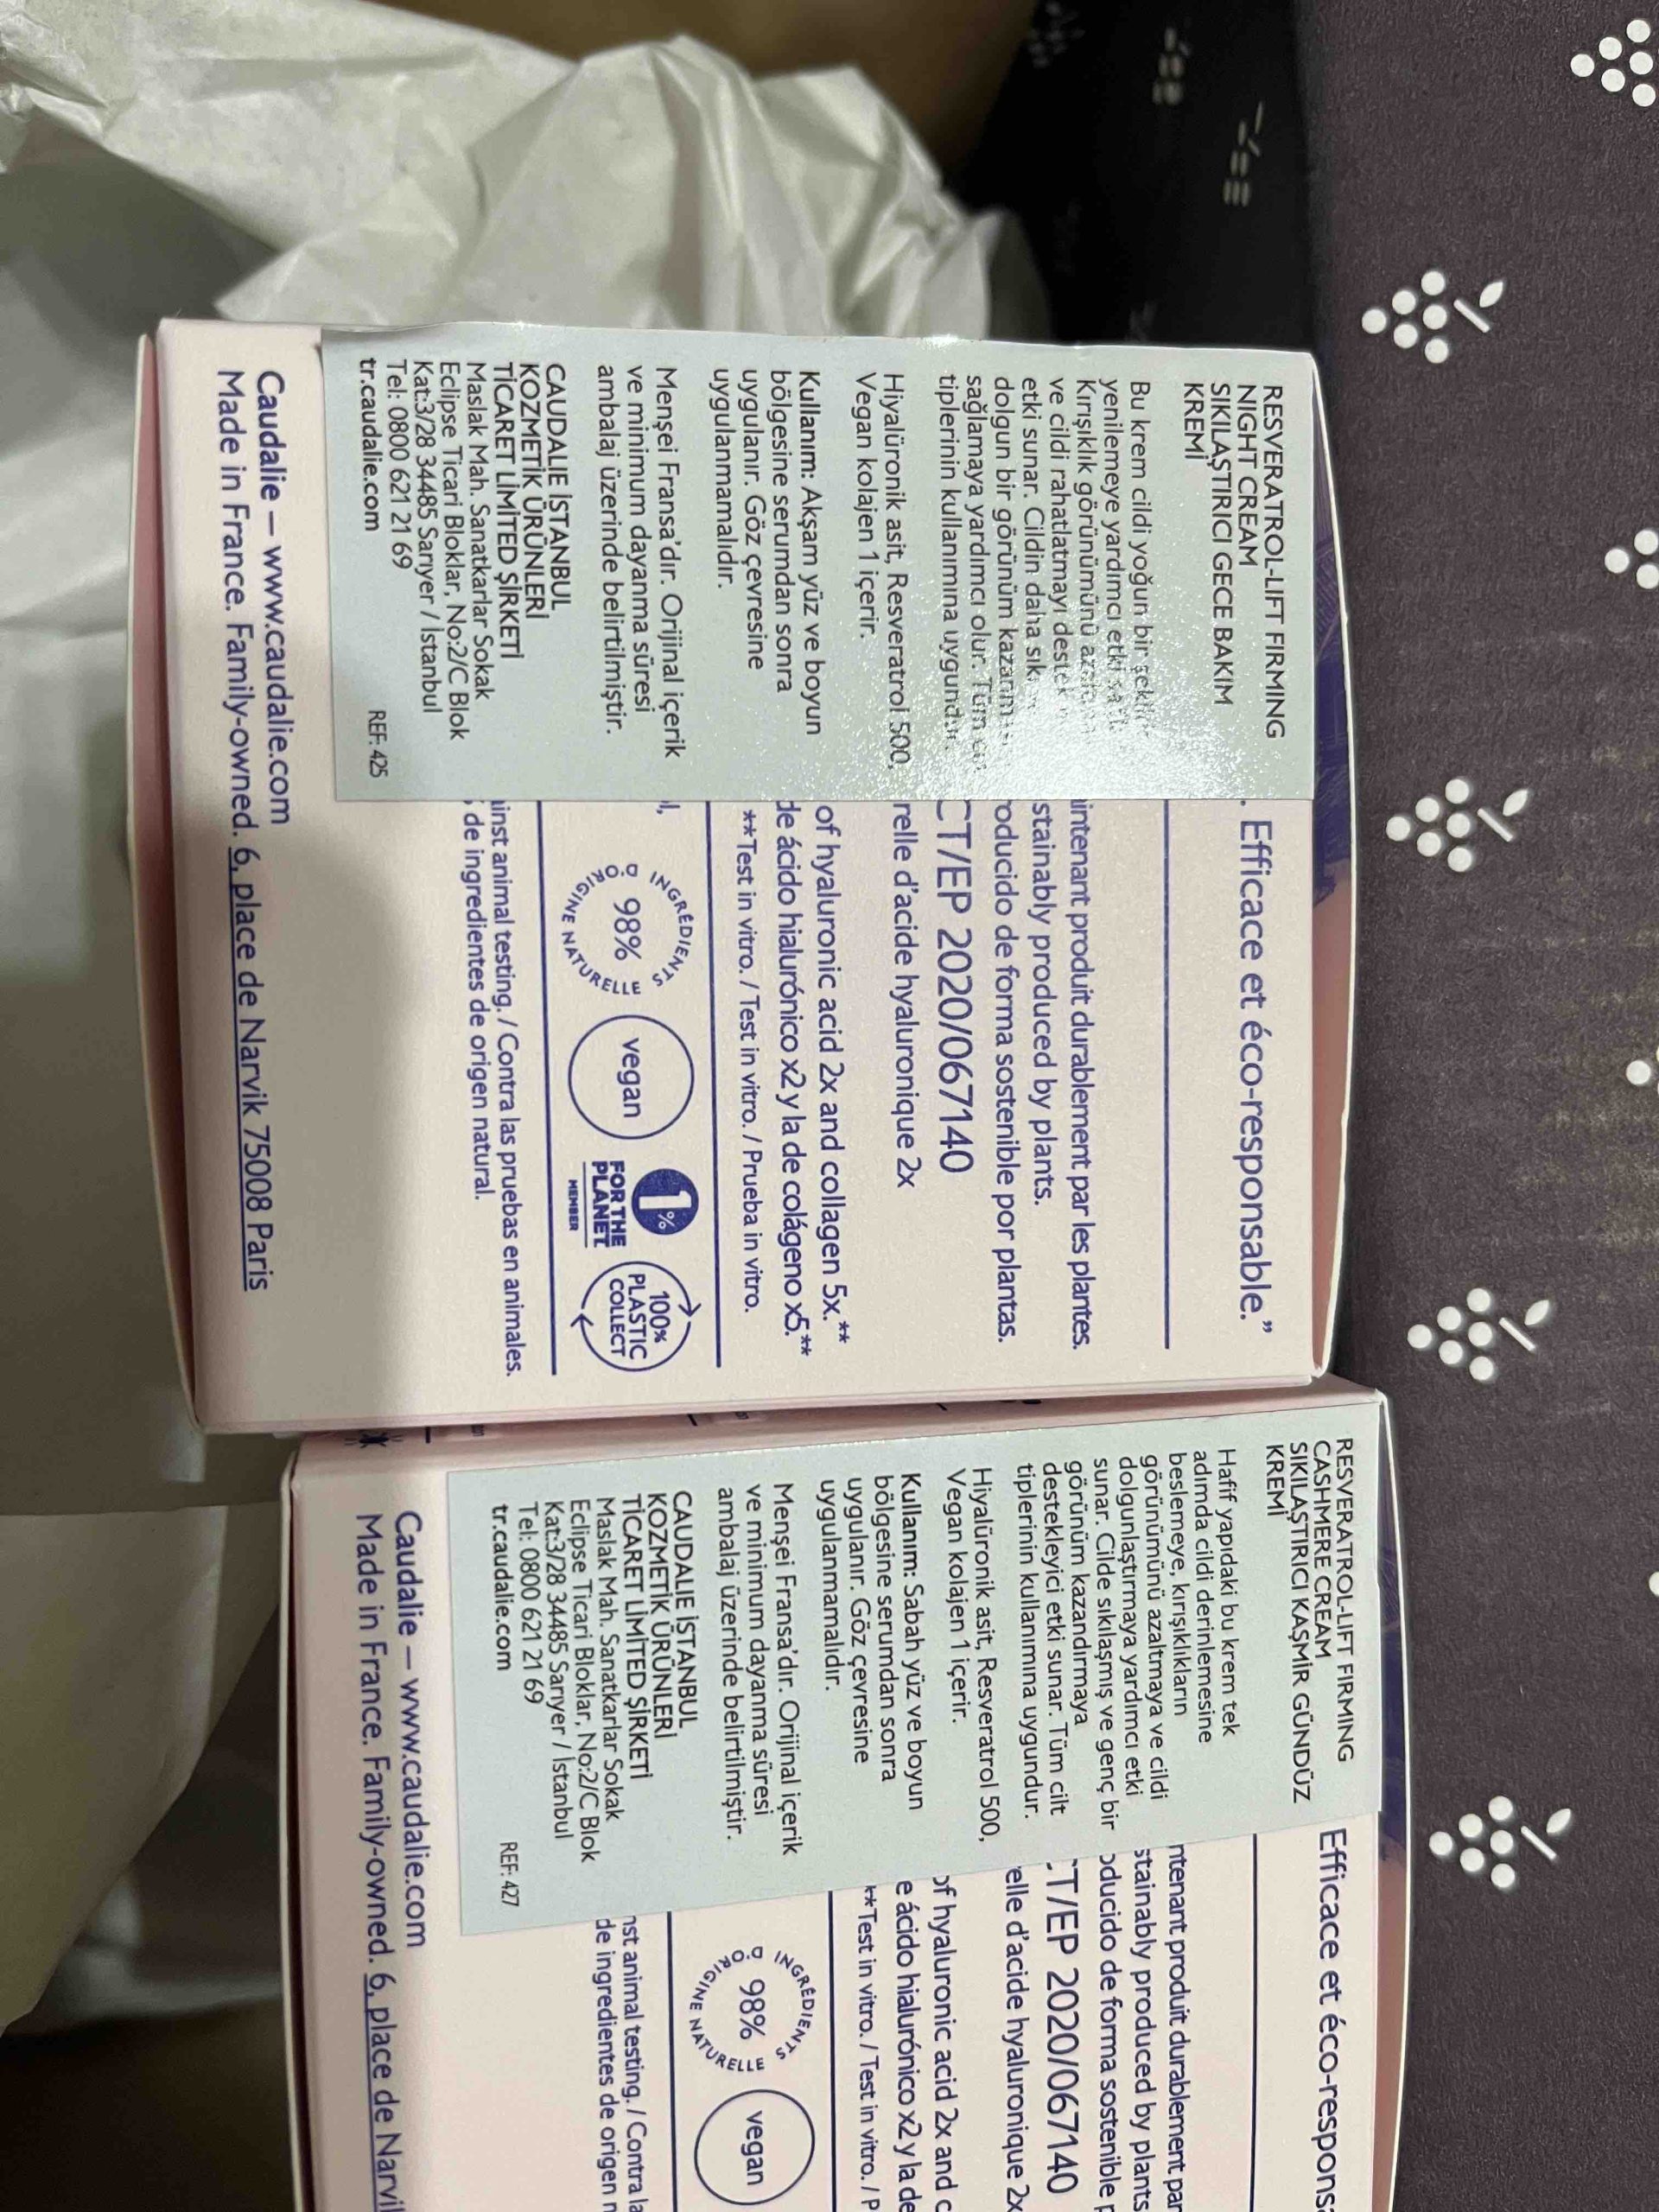 RESVERATROL-LIFT FIRMING
NIGHT CREAM
SIKILAŞTIRICI GECE BAKIM
KREMİ
Bu krem cildi yoğun bir
yenilemeye yardımcı etki
Kırışıklık görünümünü
ve cildi rahatlatmayı
etki sunar. Cildin daha
dolgun bir görünüm
sağlamaya yardımcı olur. Tüm
tiplerinin kullanımına uygundur.
Hiyalüronik asit, Resveratrol 500,
Vegan kolajen 1 içerir.
Kullanım: Akşam yüz ve boyun
bölgesine serumdan sonra
uygulanır. Göz çevresine
uygulanmamalıdır.
Menşei Fransa'dır. Orijinal içerik
ve minimum dayanma süresi
ambalaj üzerinde belirtilmiştir.
CAUDALIE İSTANBUL
KOZMETİK ÜRÜNLERİ
TİCARET LİMİTED ŞİRKETİ
Maslak Mah. Sanatkarlar Sokak
Eclipse Ticari Bloklar, No:2/C Blok
Kat:3/28 34485 Sarıyer / İstanbul
Tel: 0800 621 21 69
tr.caudalie.com
REF: 425
. Efficace et éco-responsable.”
intenant produit durablement par les plantes.
stainably produced by plants.
roducido de forma sostenible por plantas.
CT/EP 2020/067140
relle d'acide hyaluronique 2x
of hyaluronic acid 2x and collagen 5x.**
de ácido hialurónico x2 y la de colágeno x5.**
**Test in vitro. / Test in vitro. / Prueba in vitro.
l,
INGRÉDIENTS D'ORIGINE NATURELLE
98%
vegan
1%
FOR THE
PLANET
MEMBER
100%
PLASTIC
COLLECT
inst animal testing. / Contra las pruebas en animales.
de ingredientes de origen natural.
Caudalie – www.caudalie.com
Made in France. Family-owned. 6, place de Narvik 75008 Paris
RESVERATROL-LIFT FIRMING
CASHMERE CREAM
SIKILAŞTIRICI KAŞMİR GÜNDÜZ
KREMİ
Hafif yapıdaki bu krem tek
adımda cildi derinlemesine
beslemeye, kırışıklıkların
görünümünü azaltmaya ve cildi
dolgunlaştırmaya yardımcı etki
sunar. Cilde sıkılaşmış ve genç bir
görünüm kazandırmaya
destekleyici etki sunar. Tüm cilt
tiplerinin kullanımına uygundur.
Hiyalüronik asit, Resveratrol 500,
Vegan kolajen 1 içerir.
Kullanım: Sabah yüz ve boyun
bölgesine serumdan sonra
uygulanır. Göz çevresine
uygulanmamalıdır.
Menşei Fransa'dır. Orijinal içerik
ve minimum dayanma süresi
ambalaj üzerinde belirtilmiştir.
CAUDALIE İSTANBUL
KOZMETİK ÜRÜNLERİ
TİCARET LİMİTED ŞİRKETİ
Maslak Mah. Sanatkarlar Sokak
Eclipse Ticari Bloklar, No:2/C Blok
Kat:3/28 34485 Sarıyer / İstanbul
Tel: 0800 621 21 69
tr.caudalie.com
REF: 427
Efficace et éco-respons
ntenant produit durablement par
stainably produced by plants
oducido de forma sostenible p
T/EP 2020/067140
elle d'acide hyaluronique 2x
of hyaluronic acid 2x and c
e ácido hialurónico x2 y la de
**Test in vitro. / Test in vitro. / P
INGRÉDIENTS D'ORIGINE NATURELLE
98%
vegan
nst animal testing. / Contra la
de ingredientes de origen n
Caudalie – www.caudalie.com
Made in France. Family-owned. 6, place de Narvi